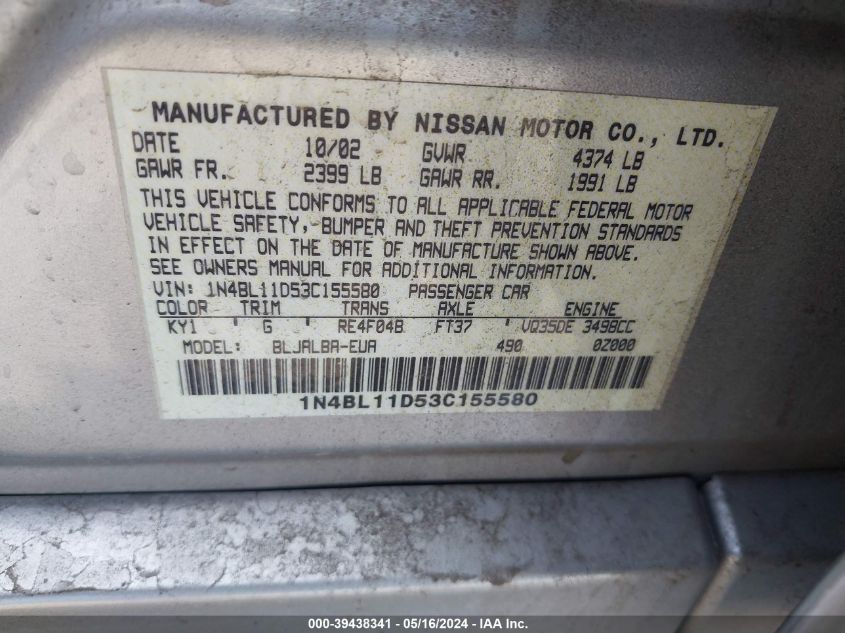 MANUFACTURED BY NISSAN MOTOR CO., LTD.
DATE 10/02 GVWR 4374 LB
GAWR FR. 2399 LB GAWR RR. 1991 LB
THIS VEHICLE CONFORMS TO ALL APPLICABLE FEDERAL MOTOR
VEHICLE SAFETY, BUMPER AND THEFT PREVENTION STANDARDS
IN EFFECT ON THE DATE OF MANUFACTURE SHOWN ABOVE.
SEE OWNERS MANUAL FOR ADDITIONAL INFORMATION.
VIN: 1N4BL11D53C155580 PASSENGER CAR
COLOR TRIM TRANS AXLE ENGINE
KY1 G RE4F04B FT37 VQ35DE 3498CC
MODEL: BLJALBA-EUA 490 0Z000
1N4BL11D53C155580
000-39438341 - 05/16/2024 - IAA Inc.